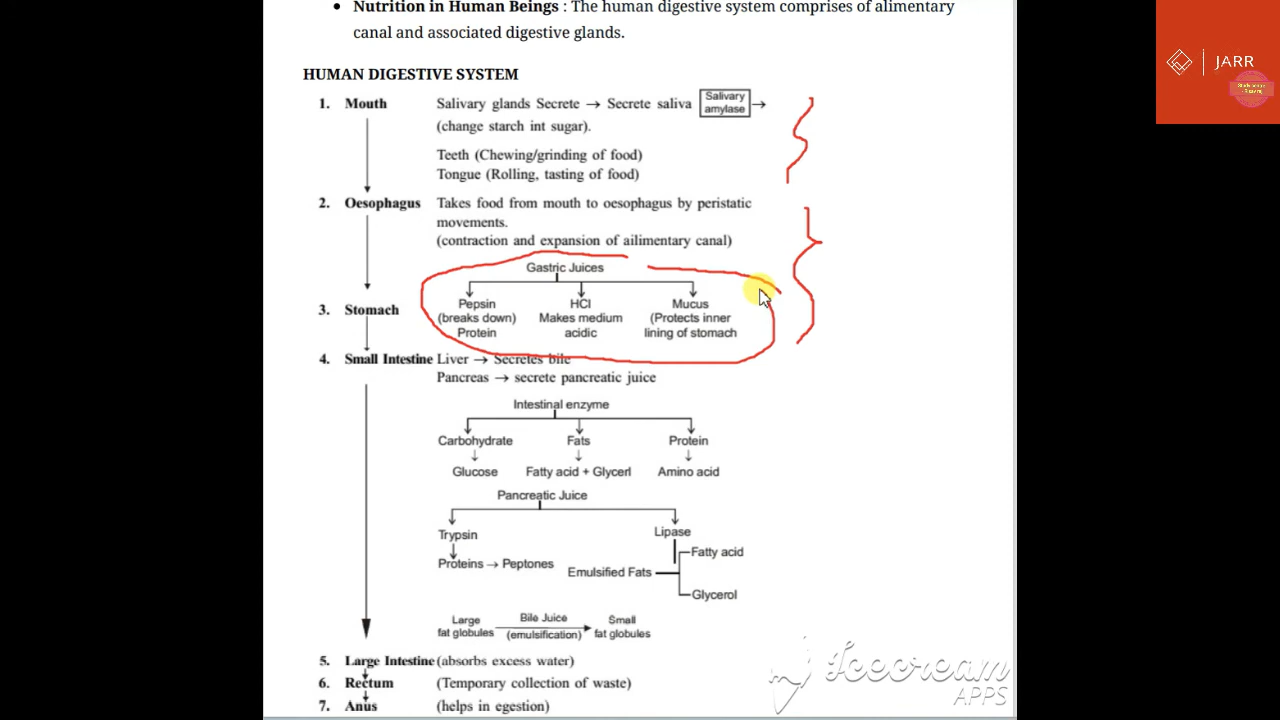 • Nutrition in Human Beings : The human digestive system comprises of alimentary
canal and associated digestive glands.
JARR
HUMAN DIGESTIVE SYSTEM
1. Mouth Salivary glands Secrete → Secrete saliva Salivary amylase →
(change starch int sugar).
Teeth (Chewing/grinding of food)
Tongue (Rolling, tasting of food)
2. Oesophagus Takes food from mouth to oesophagus by peristatic
movements.
(contraction and expansion of ailimentary canal)
Gastric Juices
3. Stomach
Pepsin HCl Mucus
(breaks down) Makes medium (Protects inner
Protein acidic lining of stomach
4. Small Intestine Liver → Secretes bile
Pancreas → secrete pancreatic juice
Intestinal enzyme
Carbohydrate Fats Protein
Glucose Fatty acid + Glycerl Amino acid
Pancreatic Juice
Trypsin Lipase
Fatty acid
Proteins → Peptones Emulsified Fats
Glycerol
Large Bile Juice Small
fat globules (emulsification) fat globules
5. Large Intestine (absorbs excess water)
6. Rectum (Temporary collection of waste)
7. Anus (helps in egestion)
Icecream
APPS